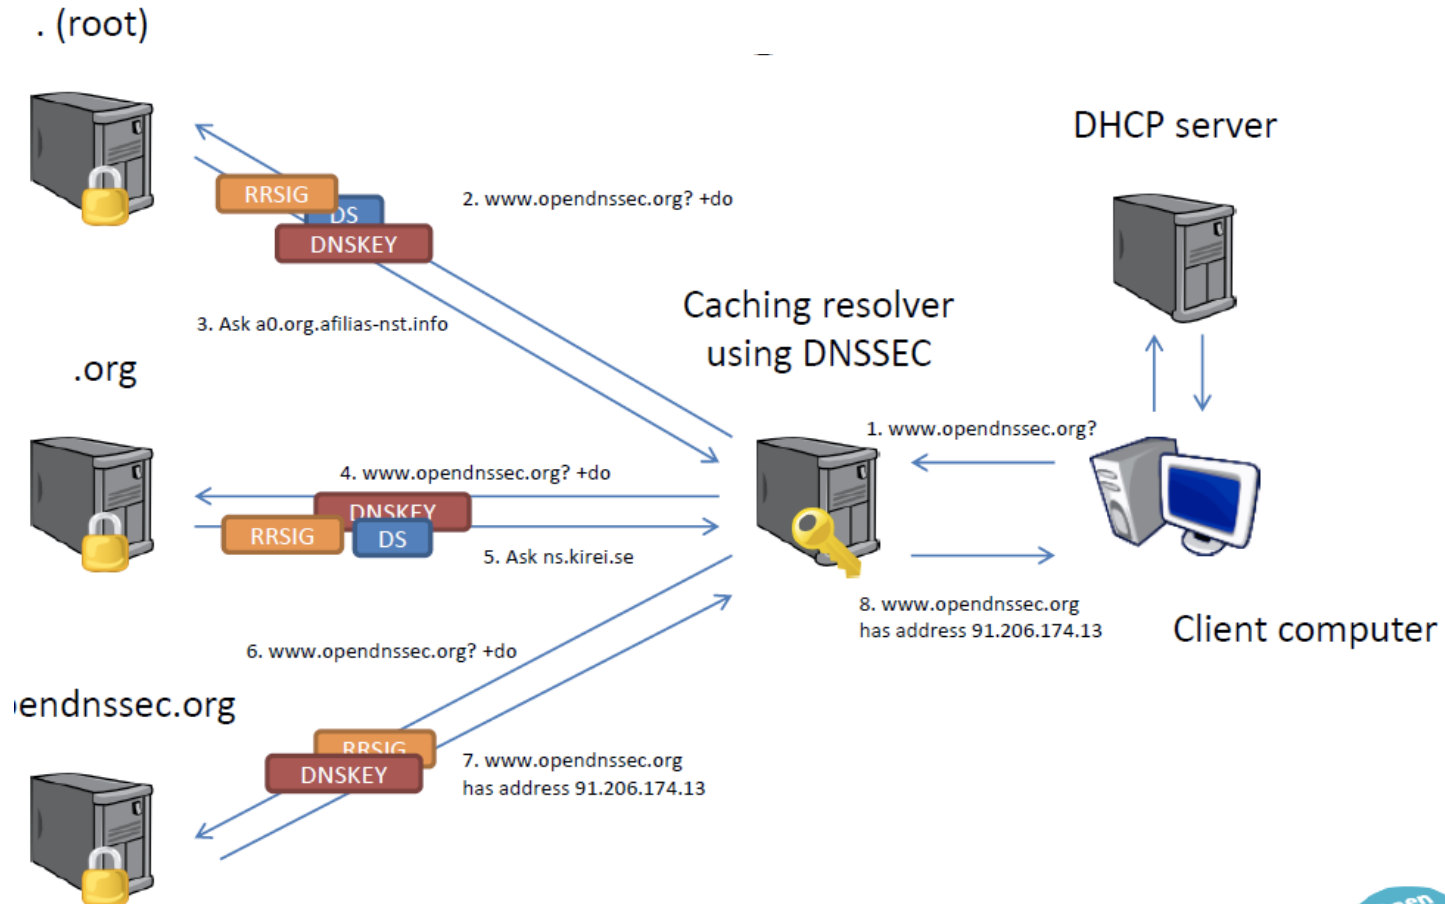 . (root)
DHCP server
RRSIG
DS
DNSKEY
2. www.opendnssec.org? +do
3. Ask a0.org.afilias-nst.info
Caching resolver
using DNSSEC
.org
1. www.opendnssec.org?
4. www.opendnssec.org? +do
DNSKEY
RRSIG
DS
5. Ask ns.kirei.se
8. www.opendnssec.org
has address 91.206.174.13
Client computer
6. www.opendnssec.org? +do
endnssec.org
RRSIG
DNSKEY
7. www.opendnssec.org
has address 91.206.174.13